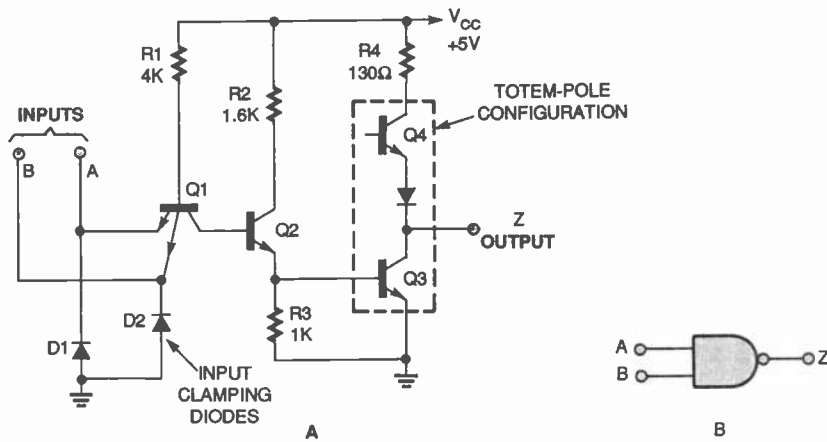 VCC
+5V
R1
4K
R4
130Ω
R2
1.6K
TOTEM-POLE
CONFIGURATION
INPUTS
B
A
Q4
Q1
Q2
Z
OUTPUT
Q3
D2
R3
1K
D1
INPUT
CLAMPING
DIODES
A
A
B
Z
B